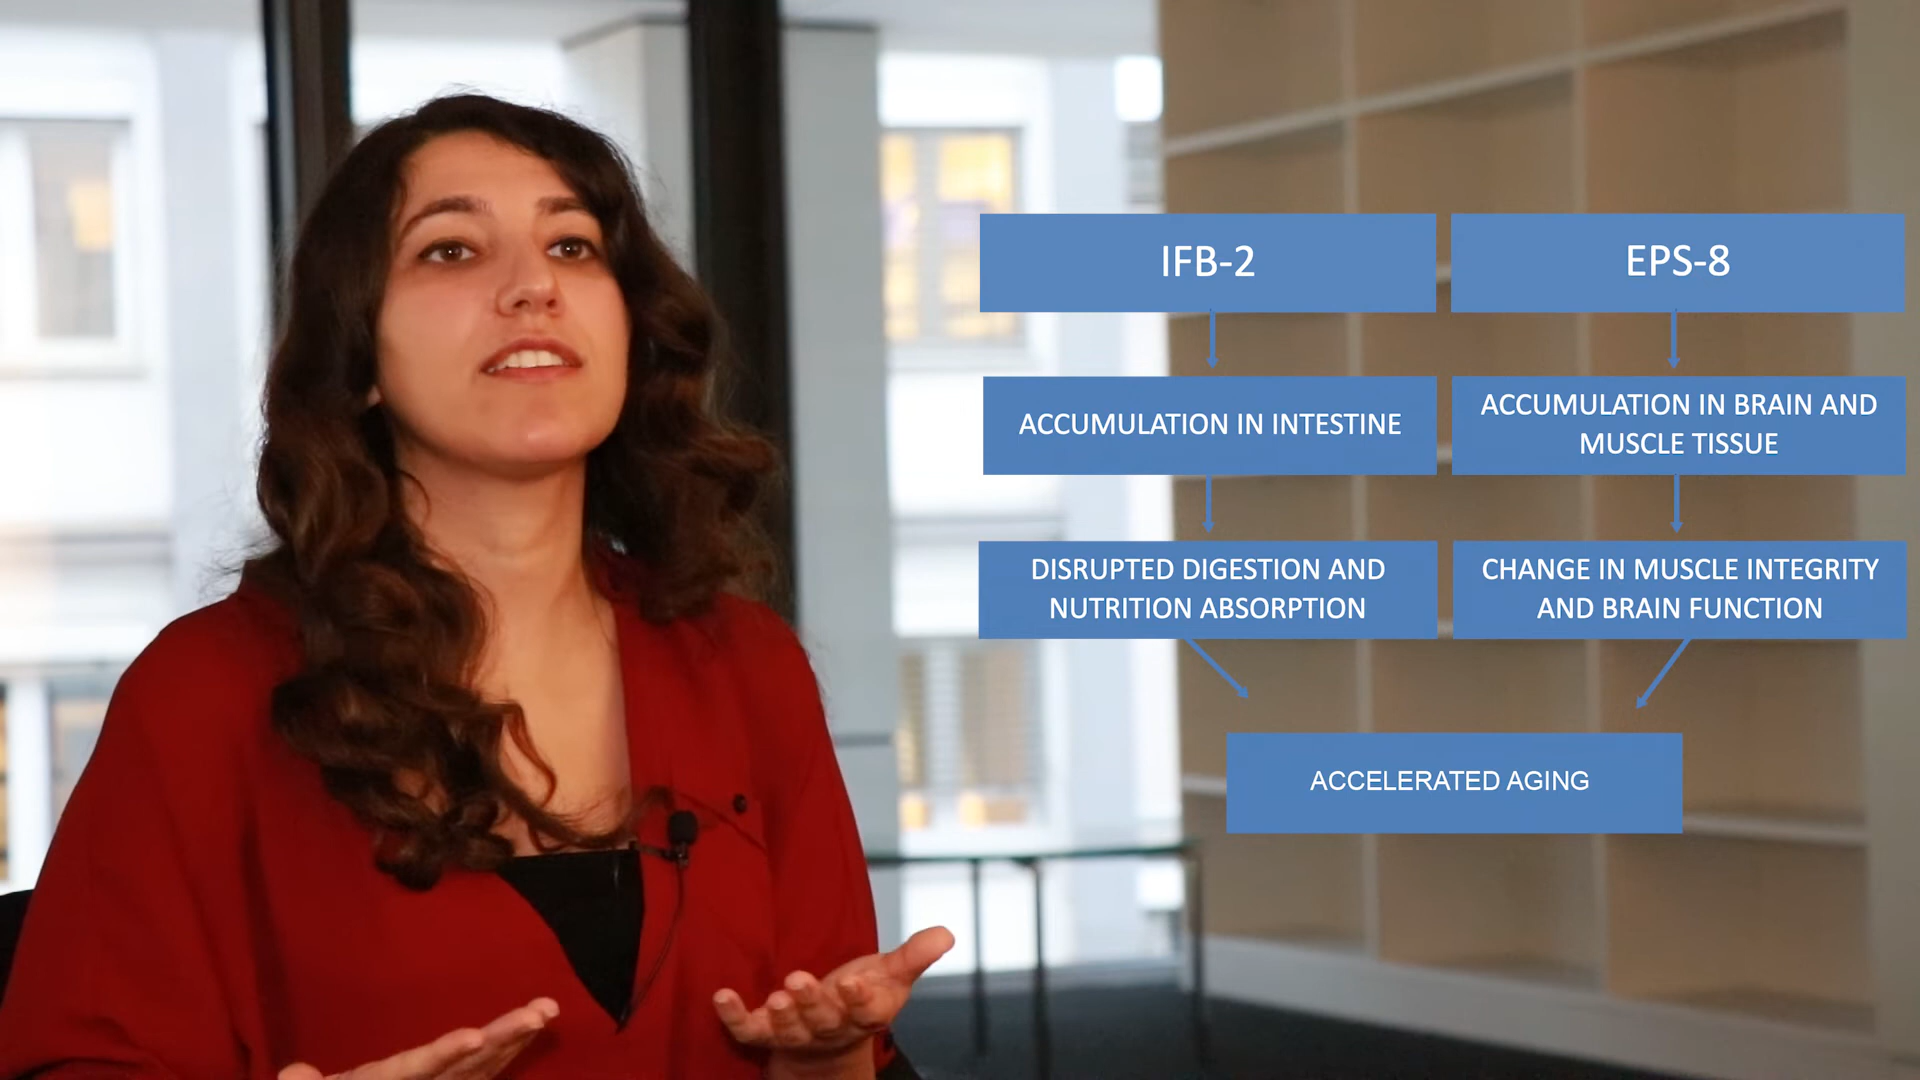 IFB-2
EPS-8
ACCUMULATION IN INTESTINE
ACCUMULATION IN BRAIN AND
MUSCLE TISSUE
DISRUPTED DIGESTION AND
NUTRITION ABSORPTION
CHANGE IN MUSCLE INTEGRITY
AND BRAIN FUNCTION
ACCELERATED AGING